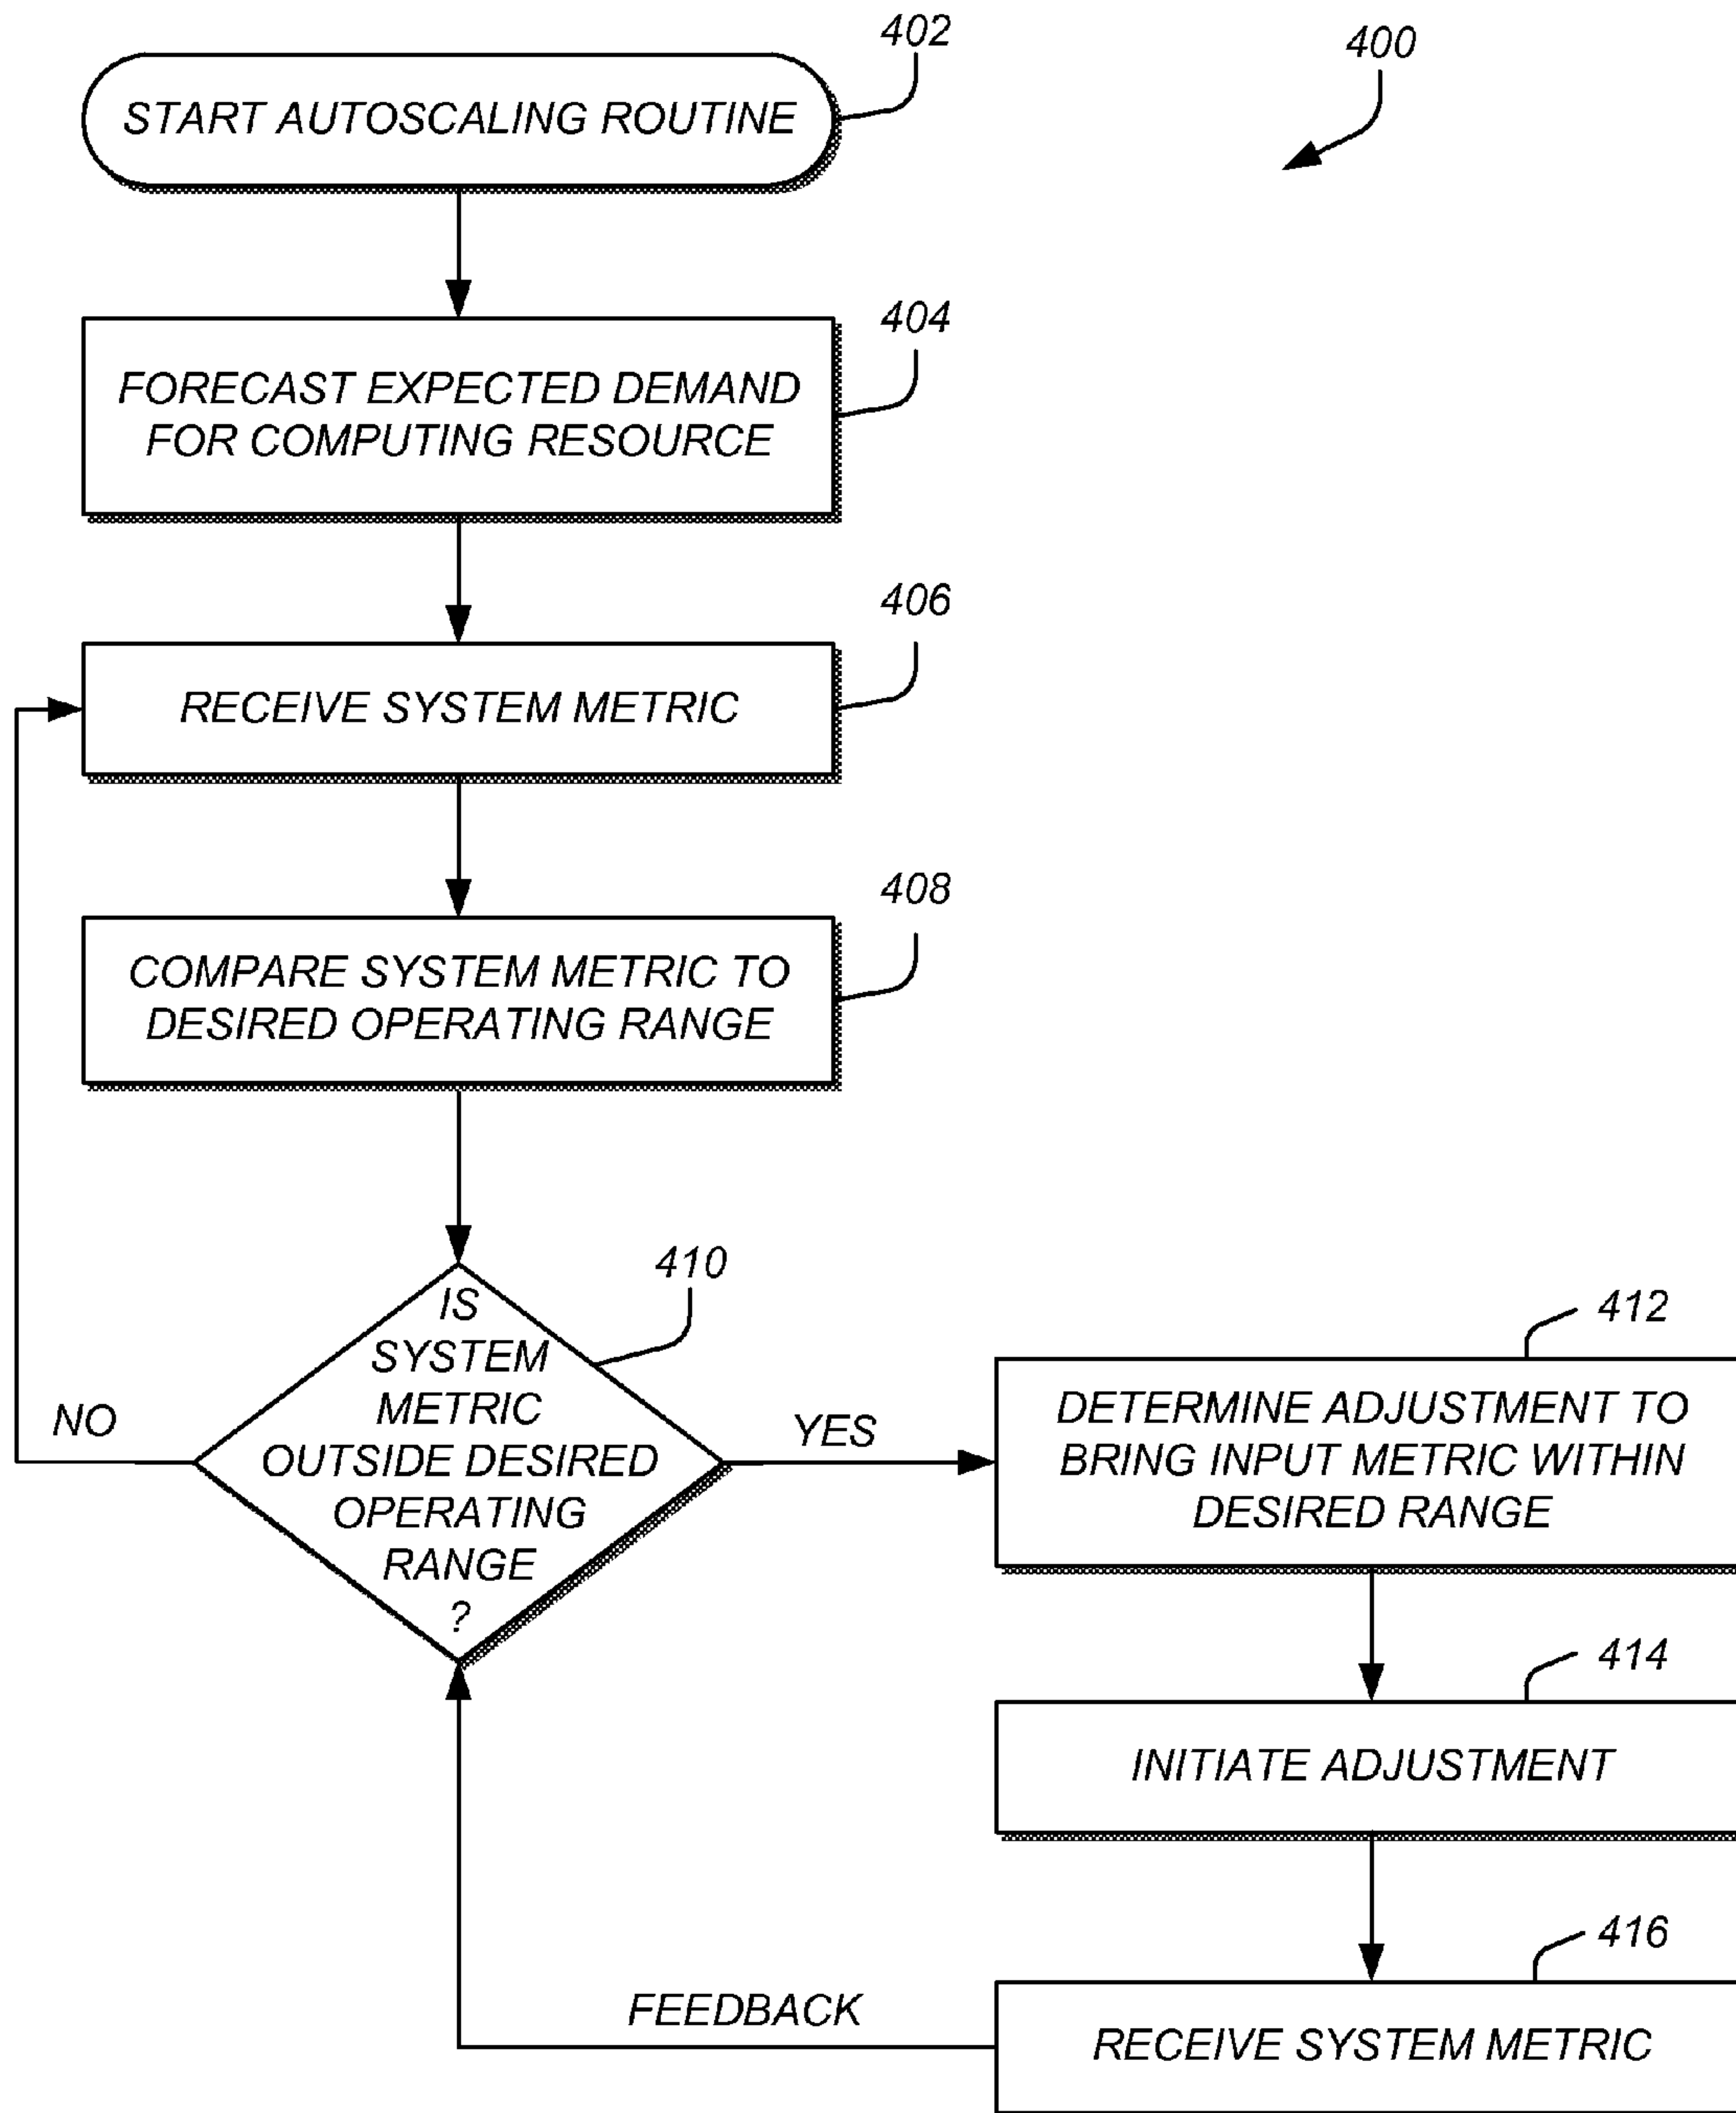 402
400
START AUTOSCALING ROUTINE
404
FORECAST EXPECTED DEMAND
FOR COMPUTING RESOURCE
406
RECEIVE SYSTEM METRIC
408
COMPARE SYSTEM METRIC TO
DESIRED OPERATING RANGE
410
IS
SYSTEM
METRIC
OUTSIDE DESIRED
OPERATING
RANGE
?
NO
YES
412
DETERMINE ADJUSTMENT TO
BRING INPUT METRIC WITHIN
DESIRED RANGE
414
INITIATE ADJUSTMENT
416
RECEIVE SYSTEM METRIC
FEEDBACK